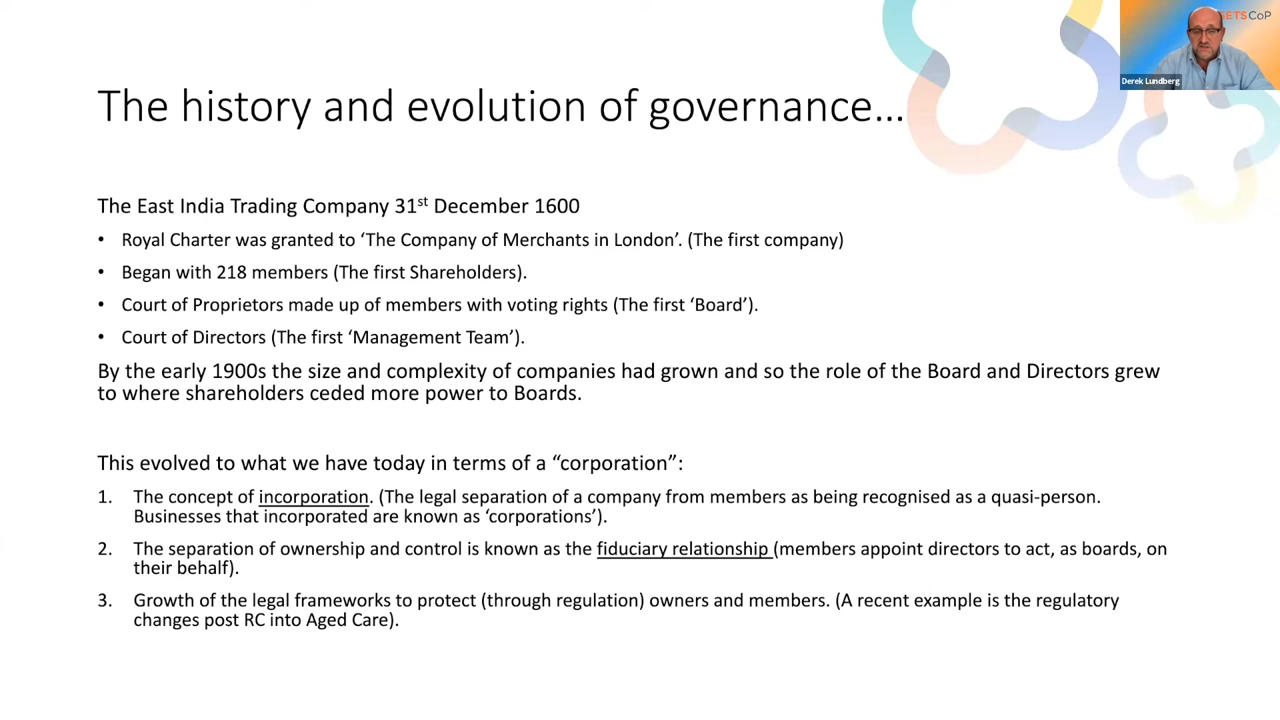 ETSCoP
Derek Lundberg
The history and evolution of governance...
The East India Trading Company 31st December 1600
• Royal Charter was granted to ‘The Company of Merchants in London’. (The first company)
• Began with 218 members (The first Shareholders).
• Court of Proprietors made up of members with voting rights (The first ‘Board’).
• Court of Directors (The first ‘Management Team’).
By the early 1900s the size and complexity of companies had grown and so the role of the Board and Directors grew
to where shareholders ceded more power to Boards.
This evolved to what we have today in terms of a “corporation”:
1. The concept of incorporation. (The legal separation of a company from members as being recognised as a quasi-person.
Businesses that incorporated are known as ‘corporations’).
2. The separation of ownership and control is known as the fiduciary relationship (members appoint directors to act, as boards, on
their behalf).
3. Growth of the legal frameworks to protect (through regulation) owners and members. (A recent example is the regulatory
changes post RC into Aged Care).